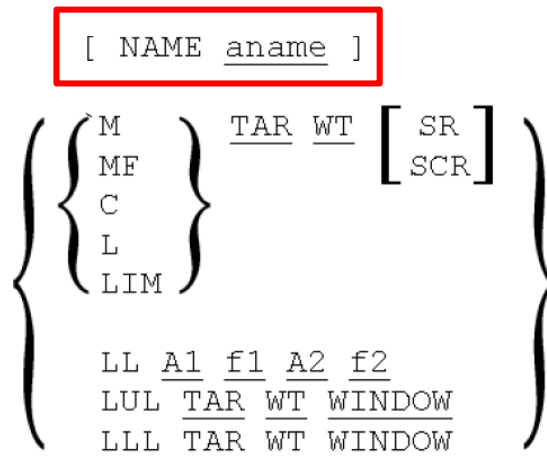 [ NAME aname ]
M TAR WT [ SR
MF SCR ]
C
L
LIM
LL A1 f1 A2 f2
LUL TAR WT WINDOW
LLL TAR WT WINDOW